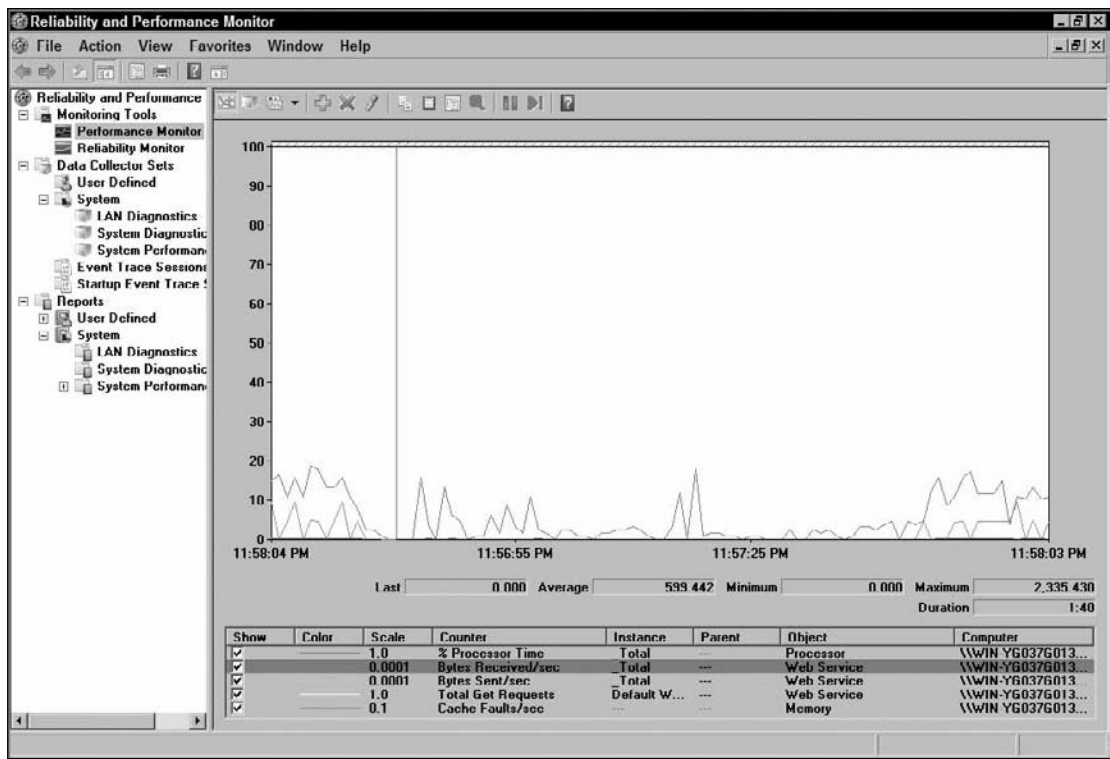 Reliability and Performance Monitor
File Action View Favorites Window Help
Reliability and Performance
Monitoring Tools
Performance Monitor
Reliability Monitor
Data Collector Sets
User Defined
System
LAN Diagnostics
System Diagnostic
System Performan
Event Trace Sessions
Startup Event Trace S
Reports
User Defined
System
LAN Diagnostics
System Diagnostic
System Performan
100
90
80
70
60
50
40
30
20
10
0
11:58:04 PM 11:56:55 PM 11:57:25 PM 11:58:03 PM
Last 0.000 Average 599.442 Minimum 0.000 Maximum 2,335.430
Duration 1:40
Show Color Scale Counter Instance Parent Object Computer
1.0 % Processor Time _Total --- Processor \\WIN-YG037G013...
0.0001 Bytes Received/sec _Total --- Web Service \\WIN-YG037G013...
0.0001 Bytes Sent/sec _Total --- Web Service \\WIN-YG037G013...
1.0 Total Get Requests Default W... --- Web Service \\WIN-YG037G013...
0.1 Cache Faults/sec --- --- Memory \\WIN-YG037G013...